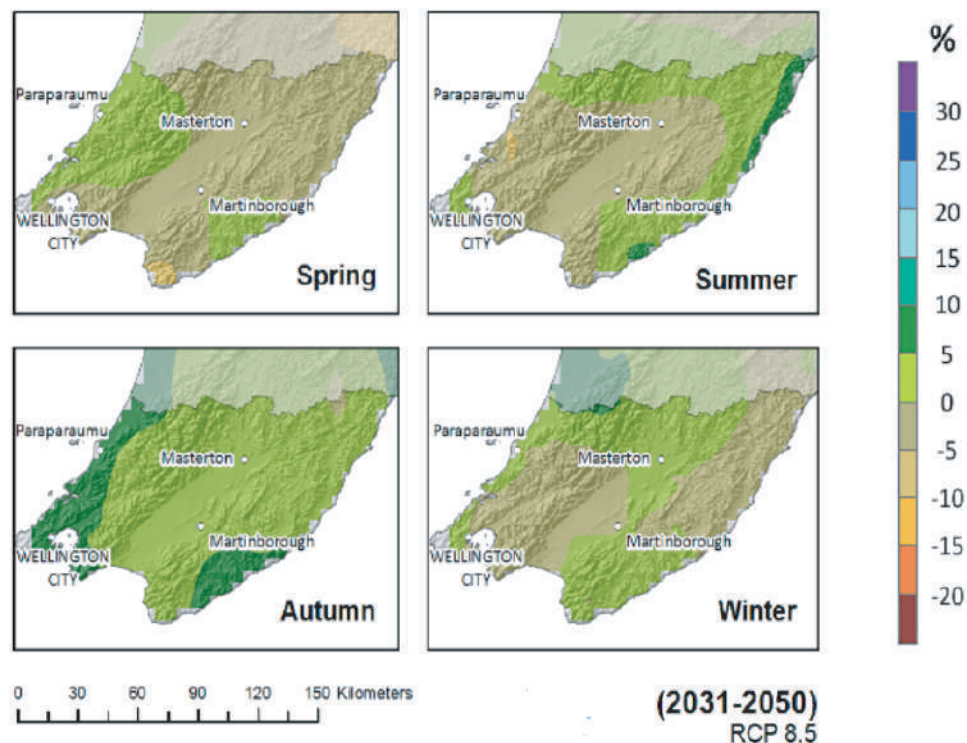 Paraparaumu
Masterton
Martinborough
WELLINGTON
CITY
Spring
Paraparaumu
Masterton
Martinborough
WELLINGTON
CITY
Summer
%
30
25
20
15
10
5
0
-5
-10
-15
-20
Paraparaumu
Masterton
Martinborough
WELLINGTON
CITY
Autumn
Paraparaumu
Masterton
Martinborough
WELLINGTON
CITY
Winter
0 30 60 90 120 150 Kilometers
(2031-2050)
RCP 8.5